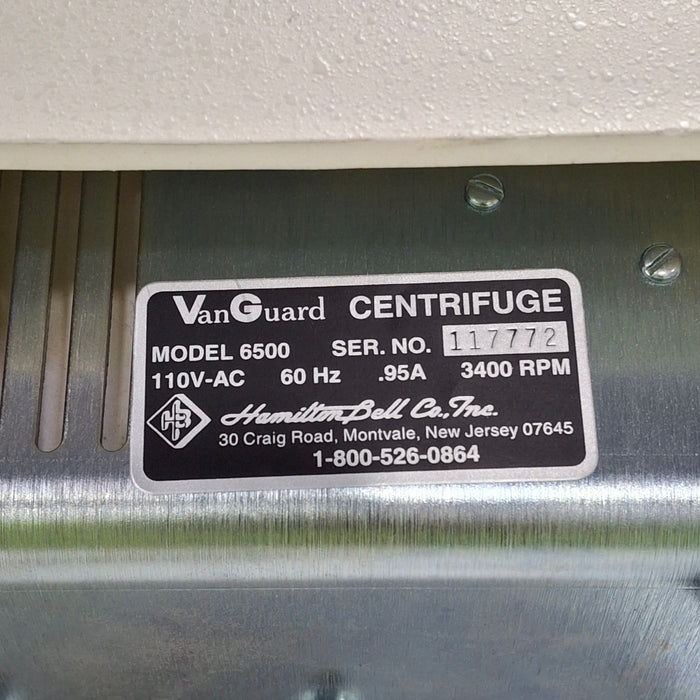 VanGuard CENTRIFUGE
MODEL 6500 SER. NO. 117772
110V-AC 60 Hz .95A 3400 RPM
Hamilton Bell Co., Inc.
30 Craig Road, Montvale, New Jersey 07645
1-800-526-0864